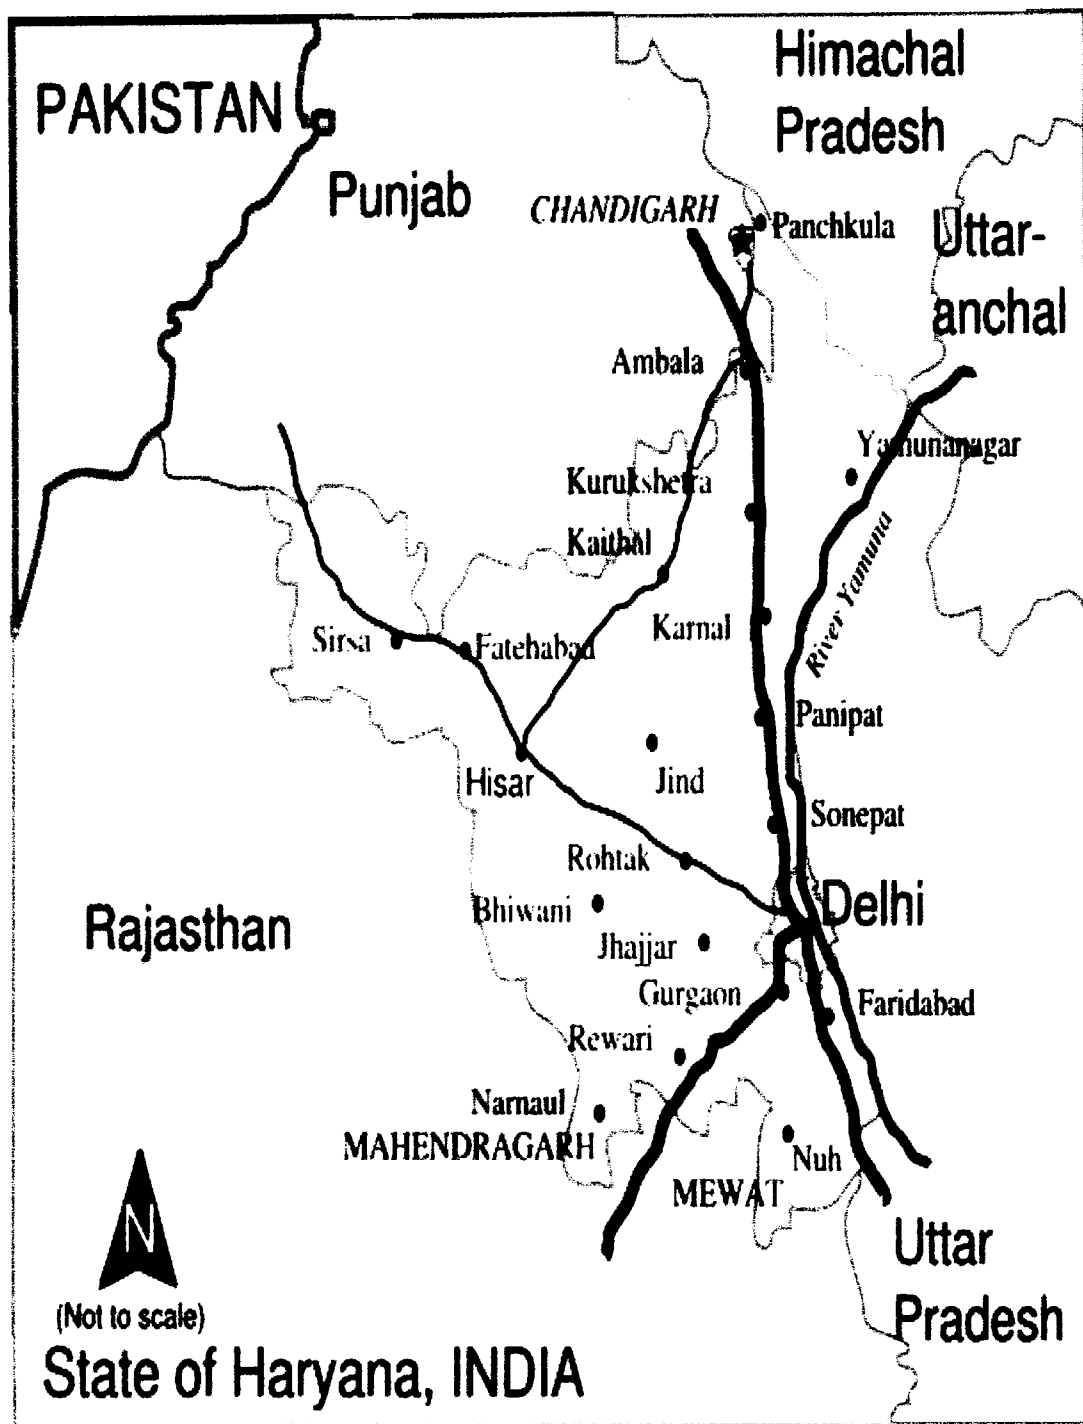 Himachal
Pradesh
PAKISTAN
Punjab
CHANDIGARH
Panchkula
Uttar-
anchal
Ambala
Yamunanagar
Kurukshetra
Kaithal
River Yamuna
Karnal
Sirsa
Fatehabad
Panipat
Hisar
Jind
Sonepat
Rohtak
Delhi
Bhiwani
Rajasthan
Jhajjar
Gurgaon
Faridabad
Rewari
Narnaul
MAHENDRAGARH
Nuh
MEWAT
N
Uttar
Pradesh
(Not to scale)
State of Haryana, INDIA